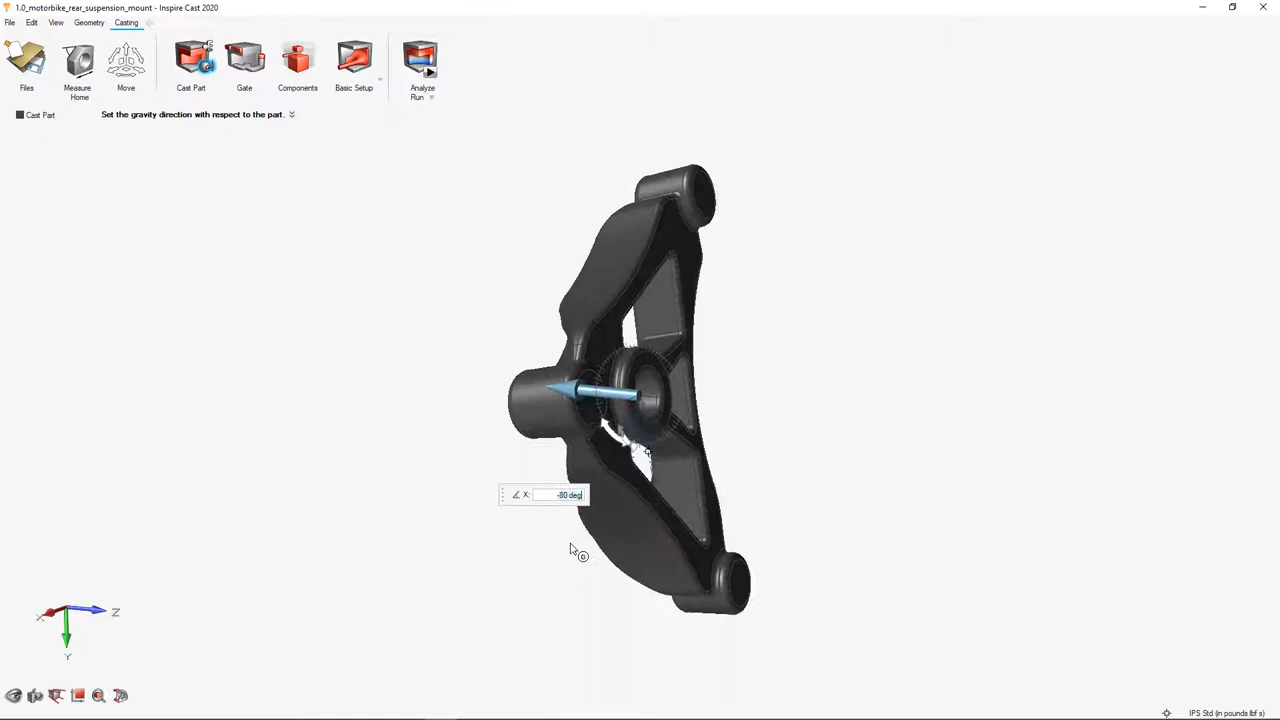 1.0_motorbike_rear_suspension_mount - Inspire Cast 2020
File Edit View Geometry Casting
Files
Measure
Home
Move
Cast Part
Gate
Components
Basic Setup
Analyze
Run
Cast Part
Set the gravity direction with respect to the part.
X: -80 deg
X
Z
Y
IPS Std (in pounds lbf s)